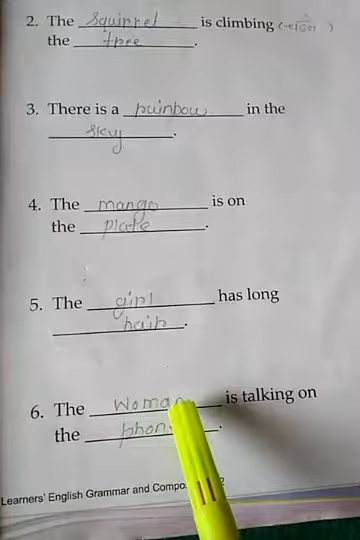 2. The squirrel is climbing
the tree.
3. There is a rainbow in the
sky.
4. The mango is on
the plate.
5. The girl has long
hair.
6. The Woman is talking on
the phon
Learners' English Grammar and Compo